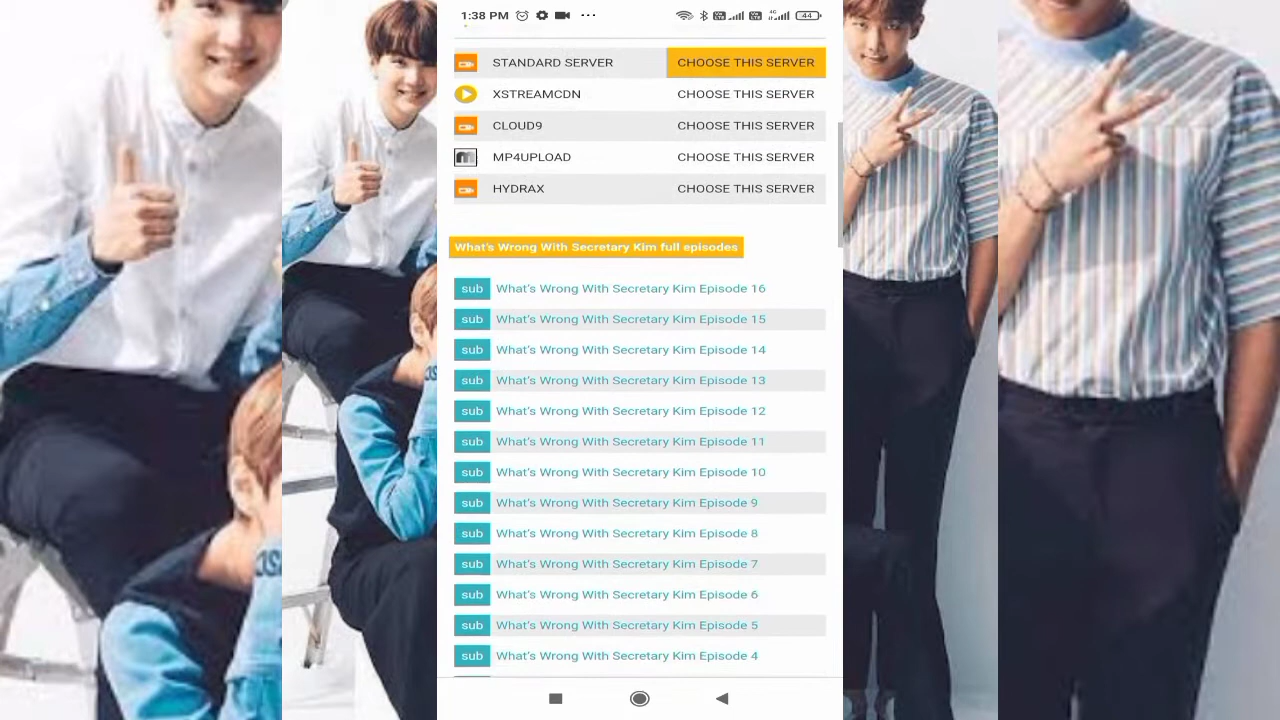 1:38 PM
4G
44
STANDARD SERVER CHOOSE THIS SERVER
XSTREAMCDN CHOOSE THIS SERVER
CLOUD9 CHOOSE THIS SERVER
MP4UPLOAD CHOOSE THIS SERVER
HYDRAX CHOOSE THIS SERVER
What's Wrong With Secretary Kim full episodes
sub What's Wrong With Secretary Kim Episode 16
sub What's Wrong With Secretary Kim Episode 15
sub What's Wrong With Secretary Kim Episode 14
sub What's Wrong With Secretary Kim Episode 13
sub What's Wrong With Secretary Kim Episode 12
sub What's Wrong With Secretary Kim Episode 11
sub What's Wrong With Secretary Kim Episode 10
sub What's Wrong With Secretary Kim Episode 9
sub What's Wrong With Secretary Kim Episode 8
sub What's Wrong With Secretary Kim Episode 7
sub What's Wrong With Secretary Kim Episode 6
sub What's Wrong With Secretary Kim Episode 5
sub What's Wrong With Secretary Kim Episode 4